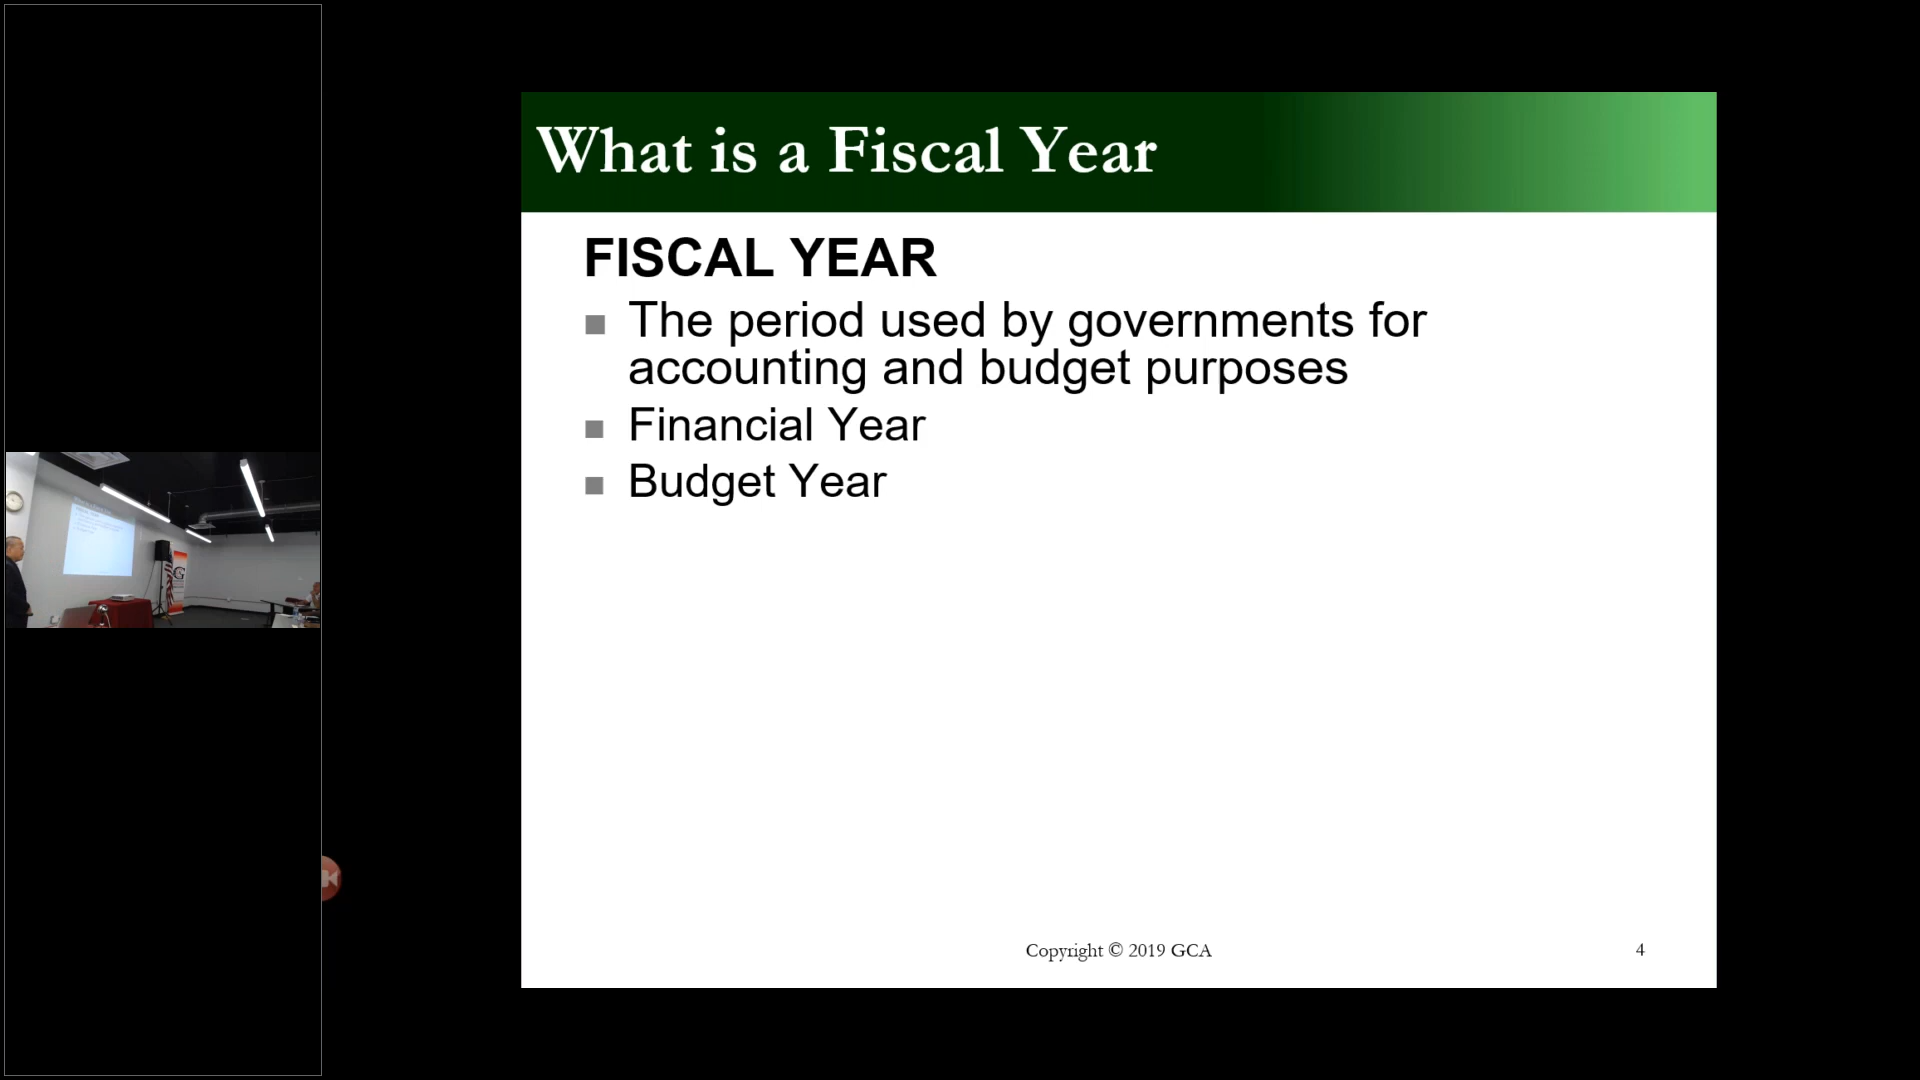 What is a Fiscal Year
FISCAL YEAR
The period used by governments for
accounting and budget purposes
Financial Year
Budget Year
Copyright © 2019 GCA
4